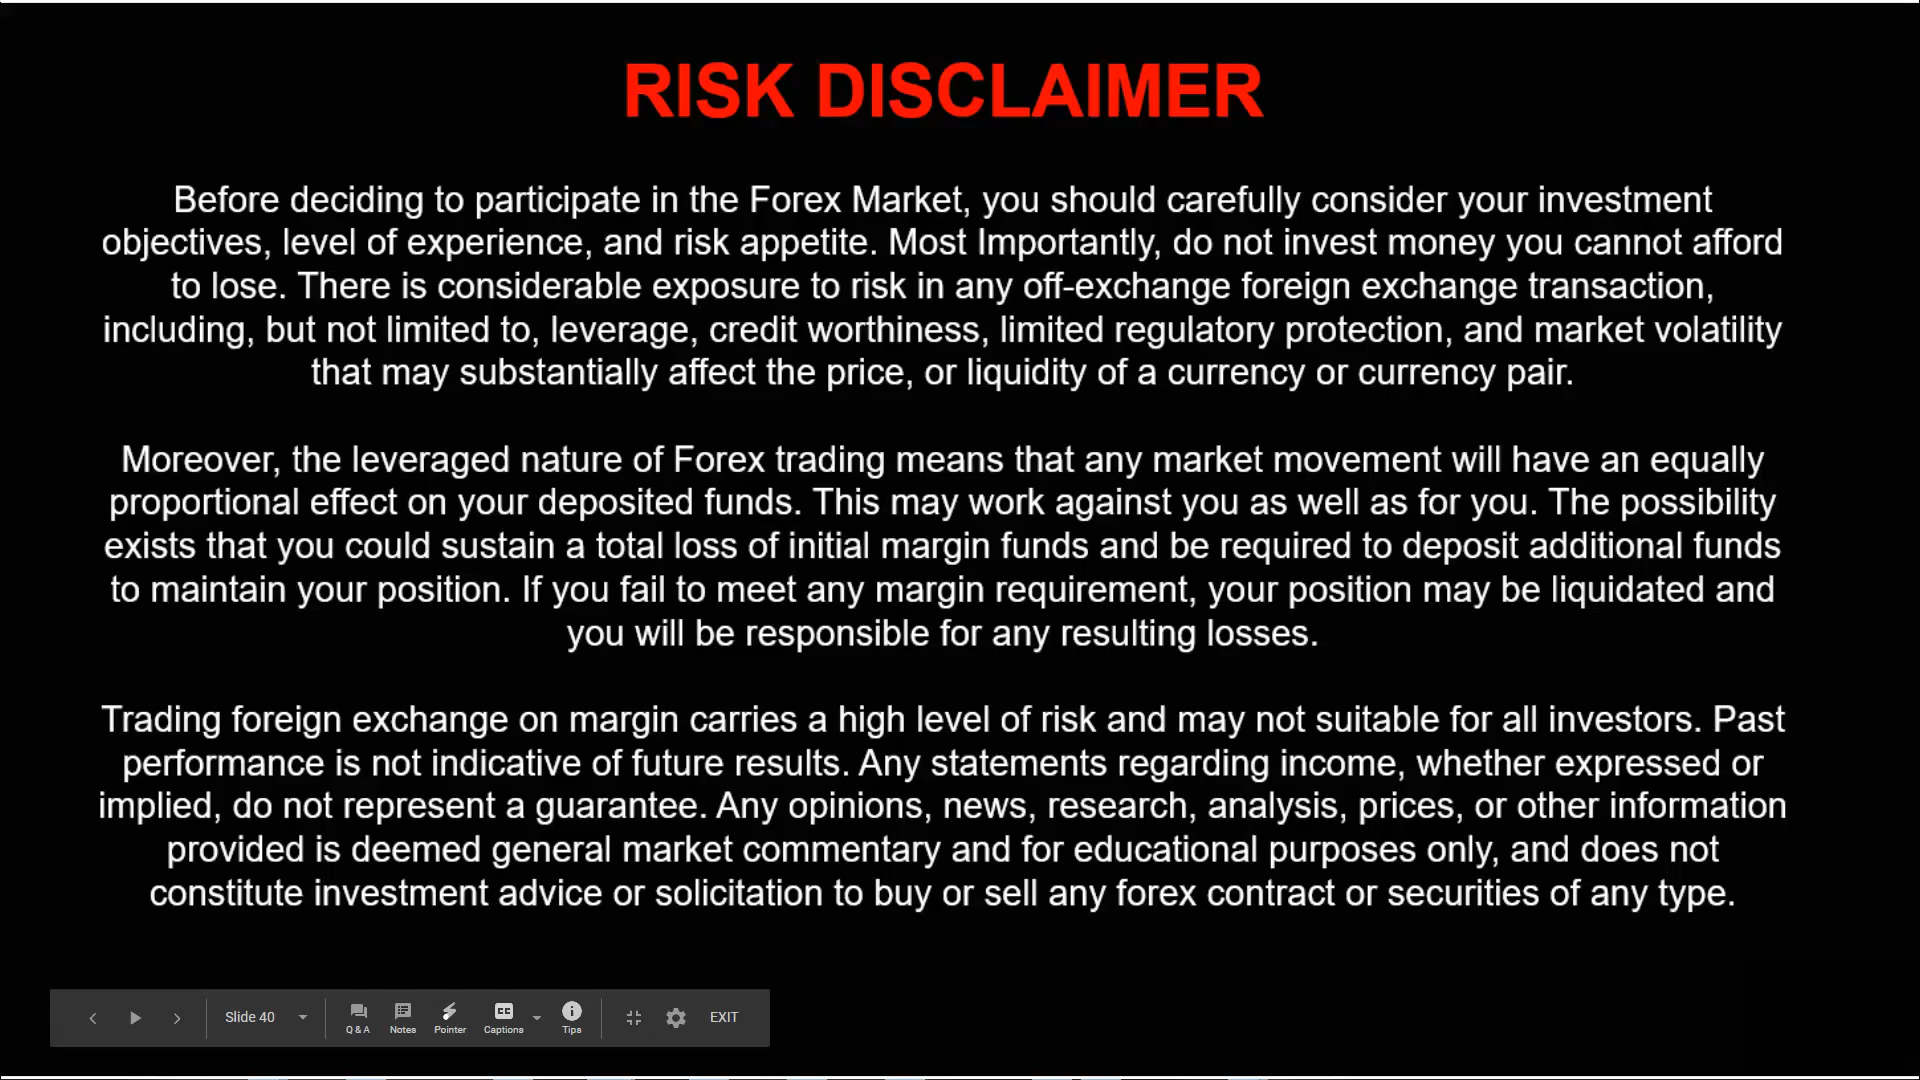 RISK DISCLAIMER
Before deciding to participate in the Forex Market, you should carefully consider your investment
objectives, level of experience, and risk appetite. Most Importantly, do not invest money you cannot afford
to lose. There is considerable exposure to risk in any off-exchange foreign exchange transaction,
including, but not limited to, leverage, credit worthiness, limited regulatory protection, and market volatility
that may substantially affect the price, or liquidity of a currency or currency pair.
Moreover, the leveraged nature of Forex trading means that any market movement will have an equally
proportional effect on your deposited funds. This may work against you as well as for you. The possibility
exists that you could sustain a total loss of initial margin funds and be required to deposit additional funds
to maintain your position. If you fail to meet any margin requirement, your position may be liquidated and
you will be responsible for any resulting losses.
Trading foreign exchange on margin carries a high level of risk and may not suitable for all investors. Past
performance is not indicative of future results. Any statements regarding income, whether expressed or
implied, do not represent a guarantee. Any opinions, news, research, analysis, prices, or other information
provided is deemed general market commentary and for educational purposes only, and does not
constitute investment advice or solicitation to buy or sell any forex contract or securities of any type.
Slide 40 Q & A Notes Pointer CC Captions Tips EXIT